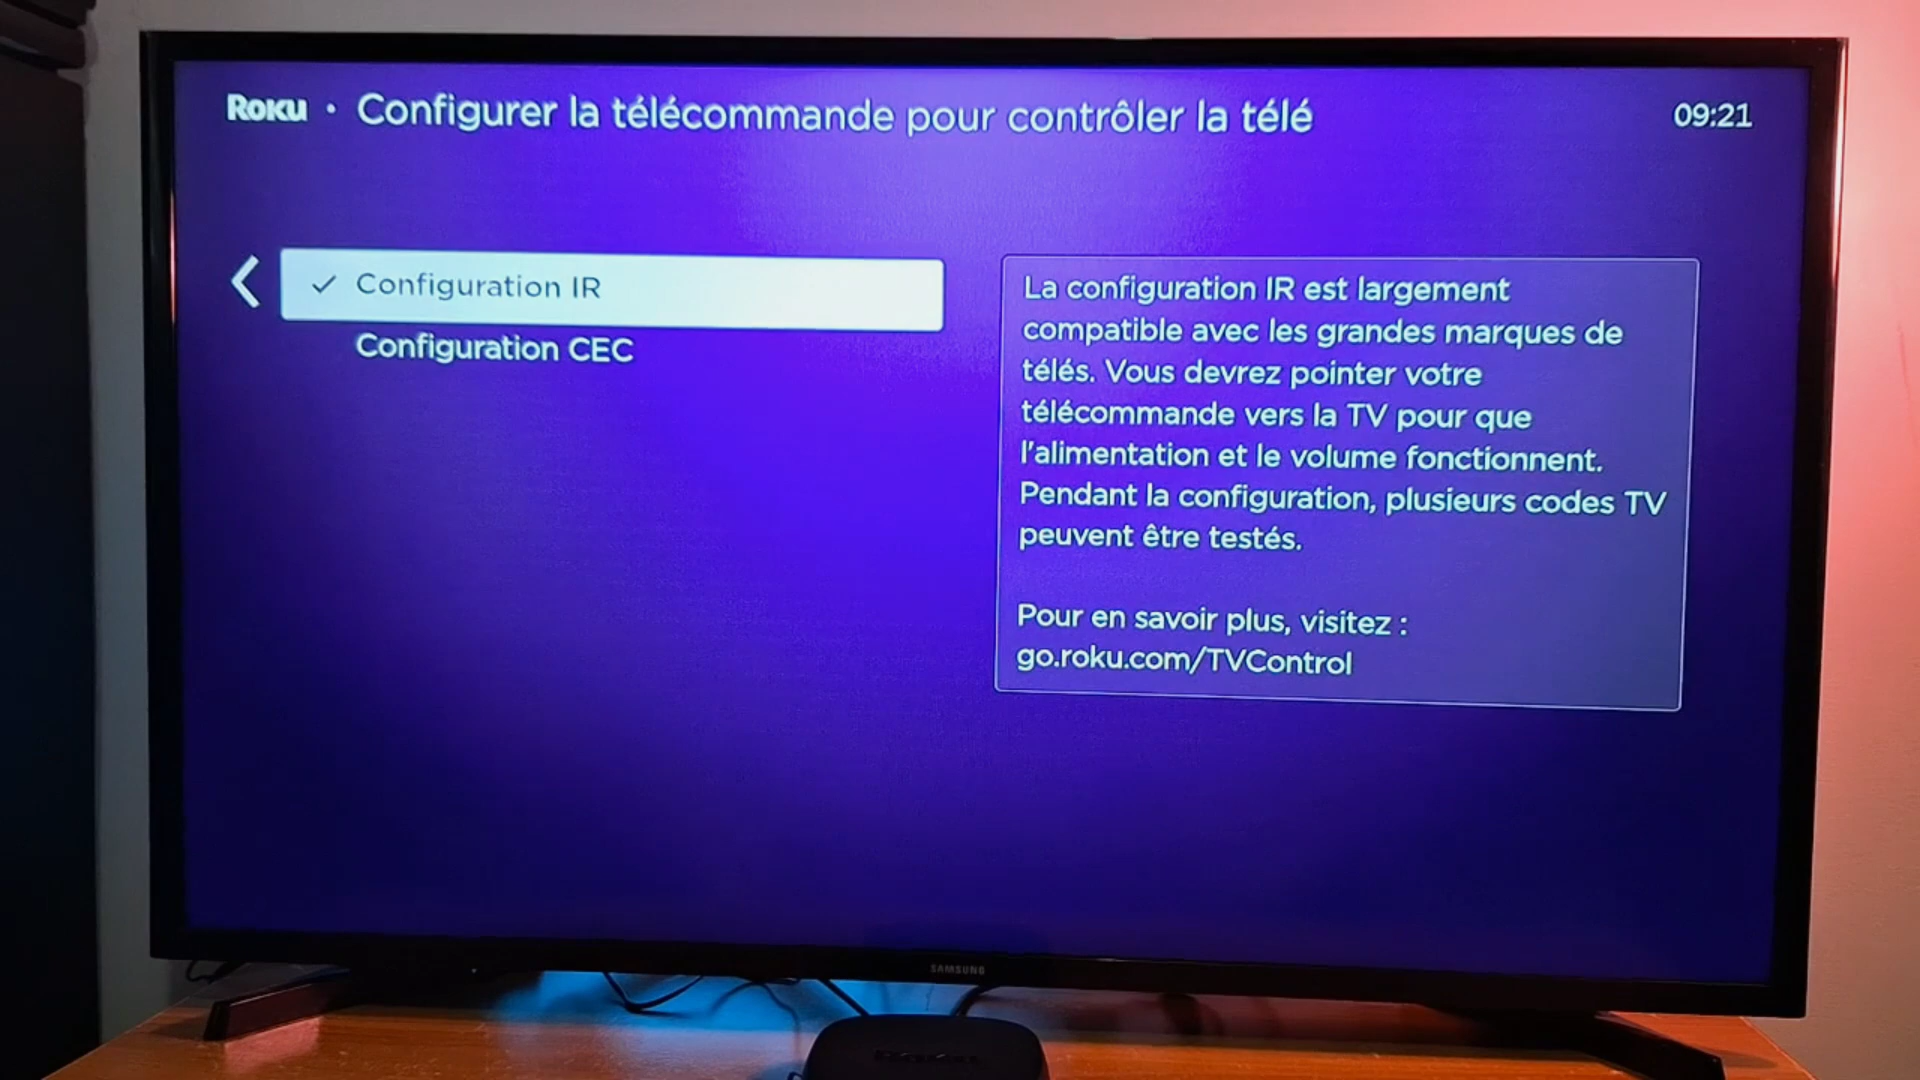 Roku · Configurer la télécommande pour contrôler la télé
09:21
✓ Configuration IR
Configuration CEC
La configuration IR est largement
compatible avec les grandes marques de
télés. Vous devrez pointer votre
télécommande vers la TV pour que
l'alimentation et le volume fonctionnent.
Pendant la configuration, plusieurs codes TV
peuvent être testés.
Pour en savoir plus, visitez :
go.roku.com/TVControl
SAMSUNG